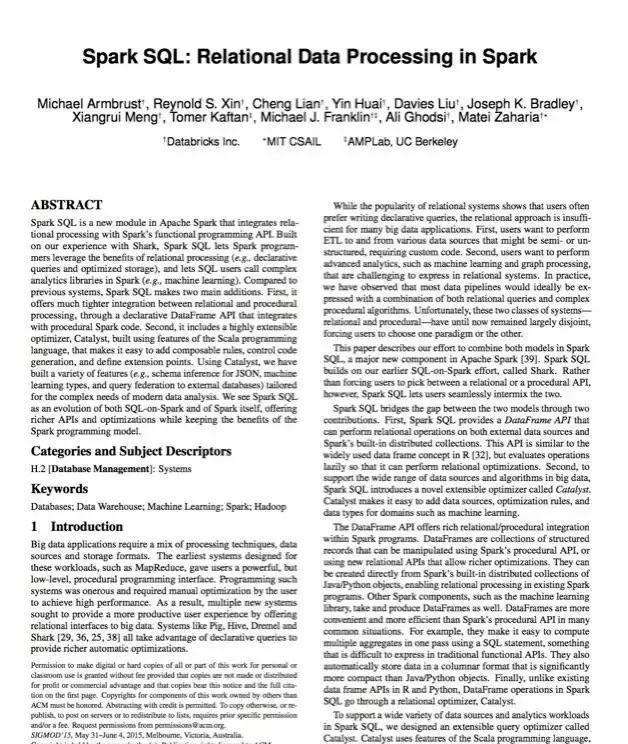 Spark SQL: Relational Data Processing in Spark
Michael Armbrust†, Reynold S. Xin†, Cheng Lian†, Yin Huai†, Davies Liu†, Joseph K. Bradley†,
Xiangrui Meng†, Tomer Kaftan‡, Michael J. Franklin†‡, Ali Ghodsi†, Matei Zaharia†*
†Databricks Inc. *MIT CSAIL ‡AMPLab, UC Berkeley
ABSTRACT
Spark SQL is a new module in Apache Spark that integrates rela-
tional processing with Spark's functional programming API. Built
on our experience with Shark, Spark SQL lets Spark program-
mers leverage the benefits of relational processing (e.g., declarative
queries and optimized storage), and lets SQL users call complex
analytics libraries in Spark (e.g., machine learning). Compared to
previous systems, Spark SQL makes two main additions. First, it
offers much tighter integration between relational and procedural
processing, through a declarative DataFrame API that integrates
with procedural Spark code. Second, it includes a highly extensible
optimizer, Catalyst, built using features of the Scala programming
language, that makes it easy to add composable rules, control code
generation, and define extension points. Using Catalyst, we have
built a variety of features (e.g., schema inference for JSON, machine
learning types, and query federation to external databases) tailored
for the complex needs of modern data analysis. We see Spark SQL
as an evolution of both SQL-on-Spark and of Spark itself, offering
richer APIs and optimizations while keeping the benefits of the
Spark programming model.
Categories and Subject Descriptors
H.2 [Database Management]: Systems
Keywords
Databases; Data Warehouse; Machine Learning; Spark; Hadoop
1 Introduction
Big data applications require a mix of processing techniques, data
sources and storage formats. The earliest systems designed for
these workloads, such as MapReduce, gave users a powerful, but
low-level, procedural programming interface. Programming such
systems was onerous and required manual optimization by the user
to achieve high performance. As a result, multiple new systems
sought to provide a more productive user experience by offering
relational interfaces to big data. Systems like Pig, Hive, Dremel and
Shark [29, 36, 25, 38] all take advantage of declarative queries to
provide richer automatic optimizations.
Permission to make digital or hard copies of all or part of this work for personal or
classroom use is granted without fee provided that copies are not made or distributed
for profit or commercial advantage and that copies bear this notice and the full cita-
tion on the first page. Copyrights for components of this work owned by others than
ACM must be honored. Abstracting with credit is permitted. To copy otherwise, or re-
publish, to post on servers or to redistribute to lists, requires prior specific permission
and/or a fee. Request permissions from permissions@acm.org.
SIGMOD'15, May 31–June 4, 2015, Melbourne, Victoria, Australia.
While the popularity of relational systems shows that users often
prefer writing declarative queries, the relational approach is insuffi-
cient for many big data applications. First, users want to perform
ETL to and from various data sources that might be semi- or un-
structured, requiring custom code. Second, users want to perform
advanced analytics, such as machine learning and graph processing,
that are challenging to express in relational systems. In practice,
we have observed that most data pipelines would ideally be ex-
pressed with a combination of both relational queries and complex
procedural algorithms. Unfortunately, these two classes of systems—
relational and procedural—have until now remained largely disjoint,
forcing users to choose one paradigm or the other.
This paper describes our effort to combine both models in Spark
SQL, a major new component in Apache Spark [39]. Spark SQL
builds on our earlier SQL-on-Spark effort, called Shark. Rather
than forcing users to pick between a relational or a procedural API,
however, Spark SQL lets users seamlessly intermix the two.
Spark SQL bridges the gap between the two models through two
contributions. First, Spark SQL provides a DataFrame API that
can perform relational operations on both external data sources and
Spark's built-in distributed collections. This API is similar to the
widely used data frame concept in R [32], but evaluates operations
lazily so that it can perform relational optimizations. Second, to
support the wide range of data sources and algorithms in big data,
Spark SQL introduces a novel extensible optimizer called Catalyst.
Catalyst makes it easy to add data sources, optimization rules, and
data types for domains such as machine learning.
The DataFrame API offers rich relational/procedural integration
within Spark programs. DataFrames are collections of structured
records that can be manipulated using Spark's procedural API, or
using new relational APIs that allow richer optimizations. They can
be created directly from Spark's built-in distributed collections of
Java/Python objects, enabling relational processing in existing Spark
programs. Other Spark components, such as the machine learning
library, take and produce DataFrames as well. DataFrames are more
convenient and more efficient than Spark's procedural API in many
common situations. For example, they make it easy to compute
multiple aggregates in one pass using a SQL statement, something
that is difficult to express in traditional functional APIs. They also
automatically store data in a columnar format that is significantly
more compact than Java/Python objects. Finally, unlike existing
data frame APIs in R and Python, DataFrame operations in Spark
SQL go through a relational optimizer, Catalyst.
To support a wide variety of data sources and analytics workloads
in Spark SQL, we designed an extensible query optimizer called
Catalyst. Catalyst uses features of the Scala programming language,